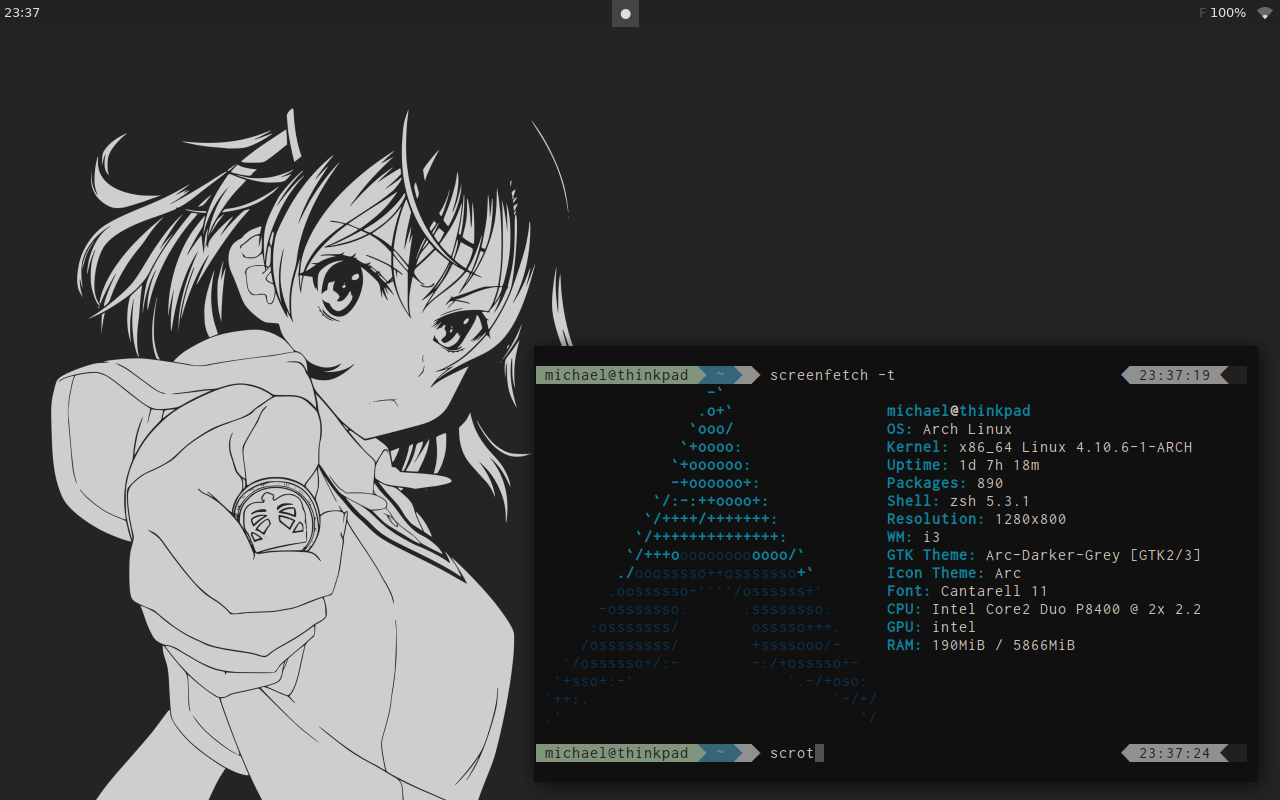 23:37
F 100%
michael@thinkpad ~ screenfetch -t 23:37:19
-`
.o+` michael@thinkpad
`ooo/ OS: Arch Linux
`+oooo: Kernel: x86_64 Linux 4.10.6-1-ARCH
`+oooooo: Uptime: 1d 7h 18m
-+oooooo+: Packages: 890
`/:-:++oooo+: Shell: zsh 5.3.1
`/++++/+++++++: Resolution: 1280x800
`/++++++++++++++: WM: i3
`/+++ooooooooooooo/` GTK Theme: Arc-Darker-Grey [GTK2/3]
./ooosssso++osssssso+` Icon Theme: Arc
.oossssso-````/ossssss+` Font: Cantarell 11
-osssssso. :ssssssso. CPU: Intel Core2 Duo P8400 @ 2x 2.2
:osssssss/ osssso+++. GPU: intel
/ossssssss/ +ssssooo/- RAM: 190MiB / 5866MiB
`/ossssso+/:- -:/+osssso+-
`+sso+:-` `.-/+oso:
`++:. `-/+/
.` `/
michael@thinkpad ~ scrot 23:37:24